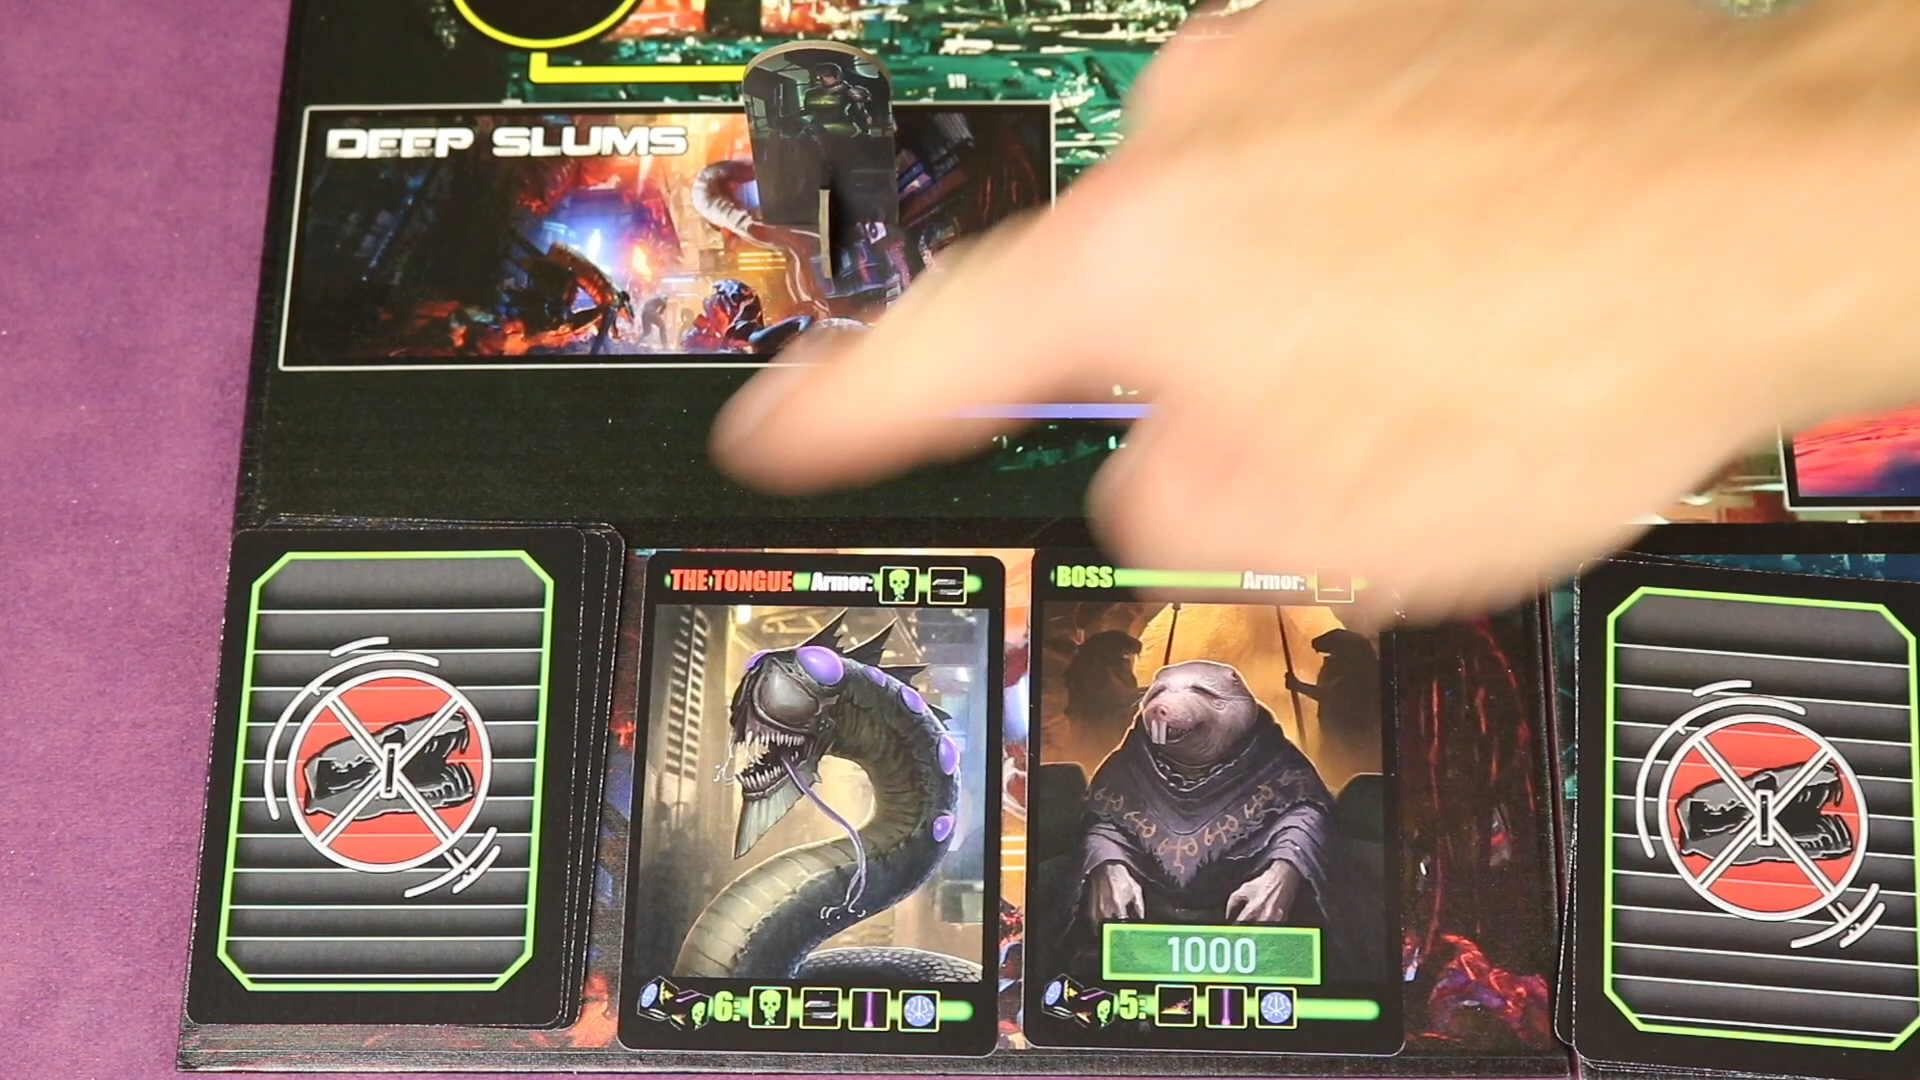 DEEP SLUMS
THE TONGUE Armor:
BOSS Armor:
1000
6:
5: